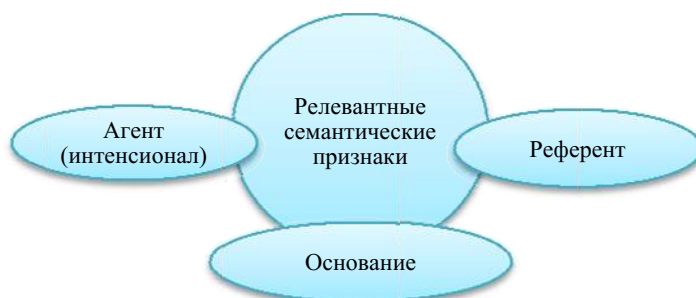 Релевантные
семантические
признаки
Агент
(интенсионал)
Референт
Основание